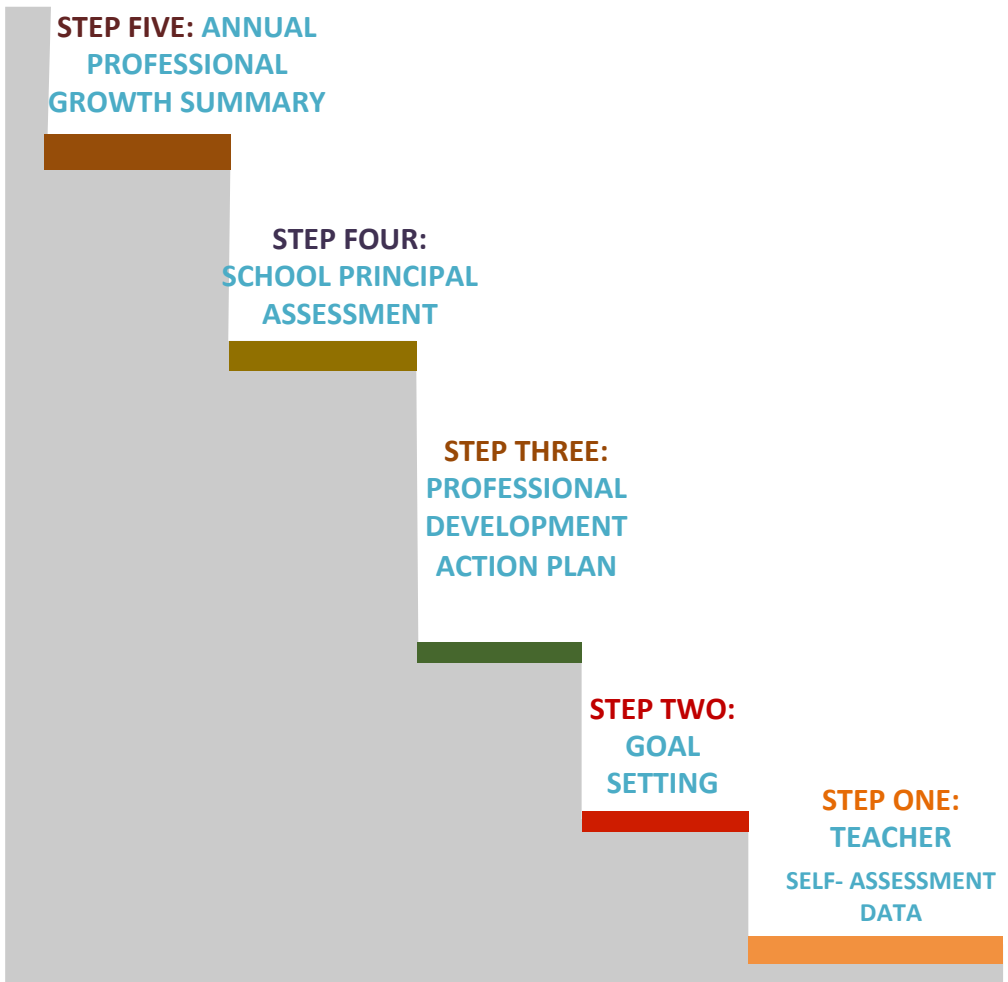 STEP FIVE: ANNUAL
PROFESSIONAL
GROWTH SUMMARY
STEP FOUR:
SCHOOL PRINCIPAL
ASSESSMENT
STEP THREE:
PROFESSIONAL
DEVELOPMENT
ACTION PLAN
STEP TWO:
GOAL
SETTING
STEP ONE:
TEACHER
SELF- ASSESSMENT
DATA